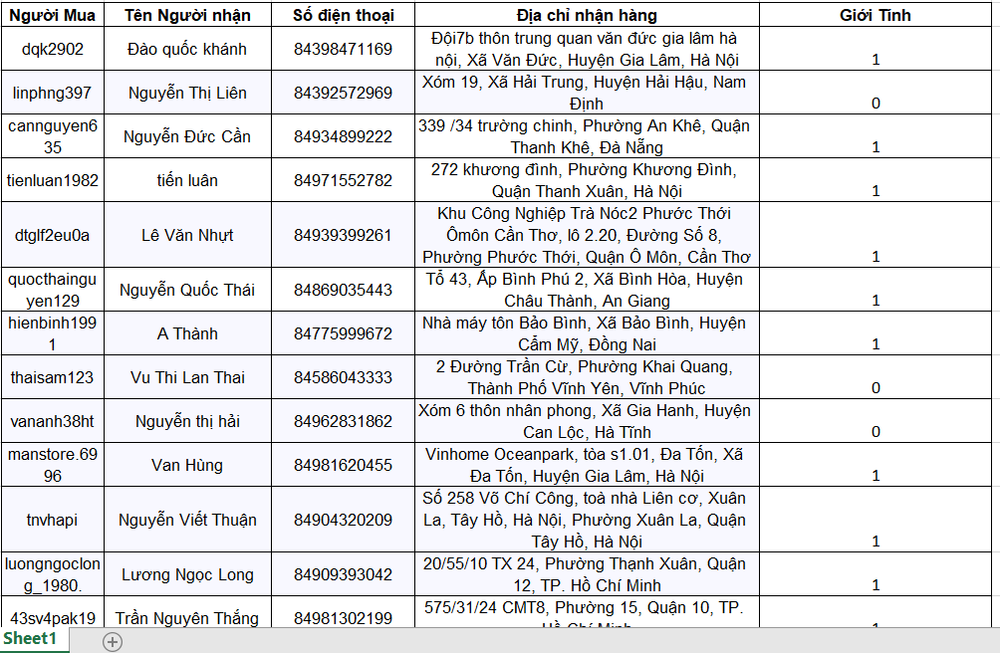 Người Mua Tên Người nhận Số điện thoại Địa chỉ nhận hàng Giới Tính
dqk2902 Đào quốc khánh 84398471169 Đội7b thôn trung quan văn đức gia lâm hà
nội, Xã Văn Đức, Huyện Gia Lâm, Hà Nội 1
linphng397 Nguyễn Thị Liên 84392572969 Xóm 19, Xã Hải Trung, Huyện Hải Hậu, Nam
Định 0
cannguyen6
35 Nguyễn Đức Cần 84934899222 339 /34 trường chinh, Phường An Khê, Quận
Thanh Khê, Đà Nẵng 1
tienluan1982 tiến luân 84971552782 272 khương đình, Phường Khương Đình,
Quận Thanh Xuân, Hà Nội 1
dtglf2eu0a Lê Văn Nhựt 84939399261 Khu Công Nghiệp Trà Nóc2 Phước Thới
Ômôn Cần Thơ, lô 2.20, Đường Số 8,
Phường Phước Thới, Quận Ô Môn, Cần Thơ 1
quocthaingu
yen129 Nguyễn Quốc Thái 84869035443 Tổ 43, Ấp Bình Phú 2, Xã Bình Hòa, Huyện
Châu Thành, An Giang 1
hienbinh199
1 A Thành 84775999672 Nhà máy tôn Bảo Bình, Xã Bảo Bình, Huyện
Cẩm Mỹ, Đồng Nai 1
thaisam123 Vu Thi Lan Thai 84586043333 2 Đường Trần Cừ, Phường Khai Quang,
Thành Phố Vĩnh Yên, Vĩnh Phúc 0
vananh38ht Nguyễn thị hải 84962831862 Xóm 6 thôn nhân phong, Xã Gia Hanh, Huyện
Can Lộc, Hà Tĩnh 0
manstore.69
96 Van Hùng 84981620455 Vinhome Oceanpark, tòa s1.01, Đa Tốn, Xã
Đa Tốn, Huyện Gia Lâm, Hà Nội 1
tnvhapi Nguyễn Viết Thuận 84904320209 Số 258 Võ Chí Công, toà nhà Liên cơ, Xuân
La, Tây Hồ, Hà Nội, Phường Xuân La, Quận
Tây Hồ, Hà Nội 1
luongngoclon
g_1980. Lương Ngọc Long 84909393042 20/55/10 TX 24, Phường Thạnh Xuân, Quận
12, TP. Hồ Chí Minh 1
43sv4pak19 Trần Nguyên Thắng 84981302199 575/31/24 CMT8, Phường 15, Quận 10, TP.
Hồ Chí Minh 1
Sheet1